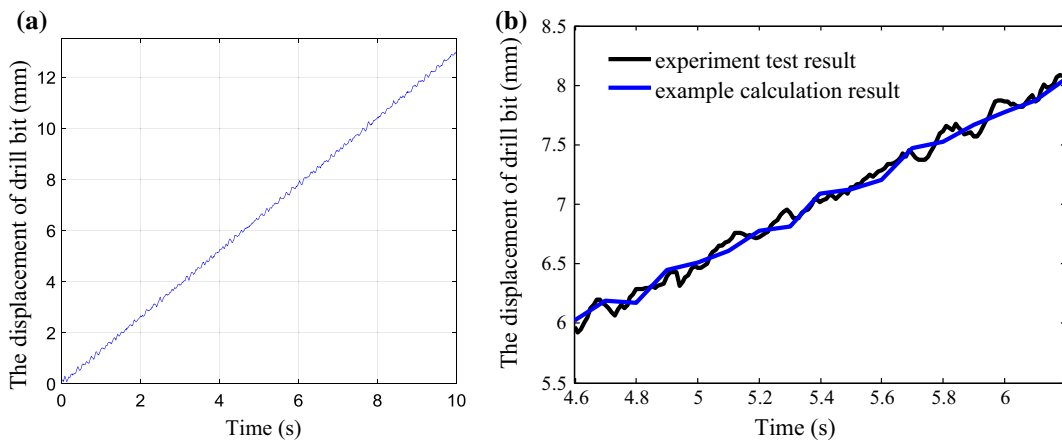 (a)
The displacement of drill bit (mm)
12
10
8
6
4
2
0
0 2 4 6 8 10
Time (s)
(b)
The displacement of drill bit (mm)
8.5
8
7.5
7
6.5
6
5.5
experiment test result
example calculation result
4.6 4.8 5 5.2 5.4 5.6 5.8 6
Time (s)